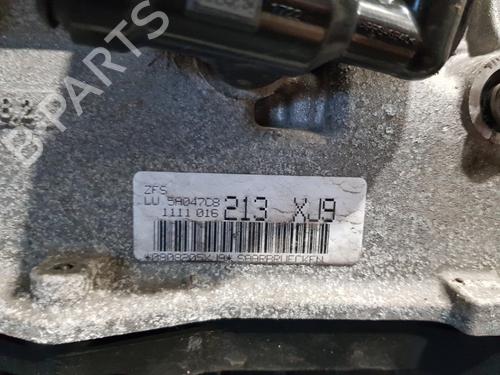 B-PARTS
ZFS
LU 5A047C8
1111 016 213 XJ9
SAARBRUECKEN